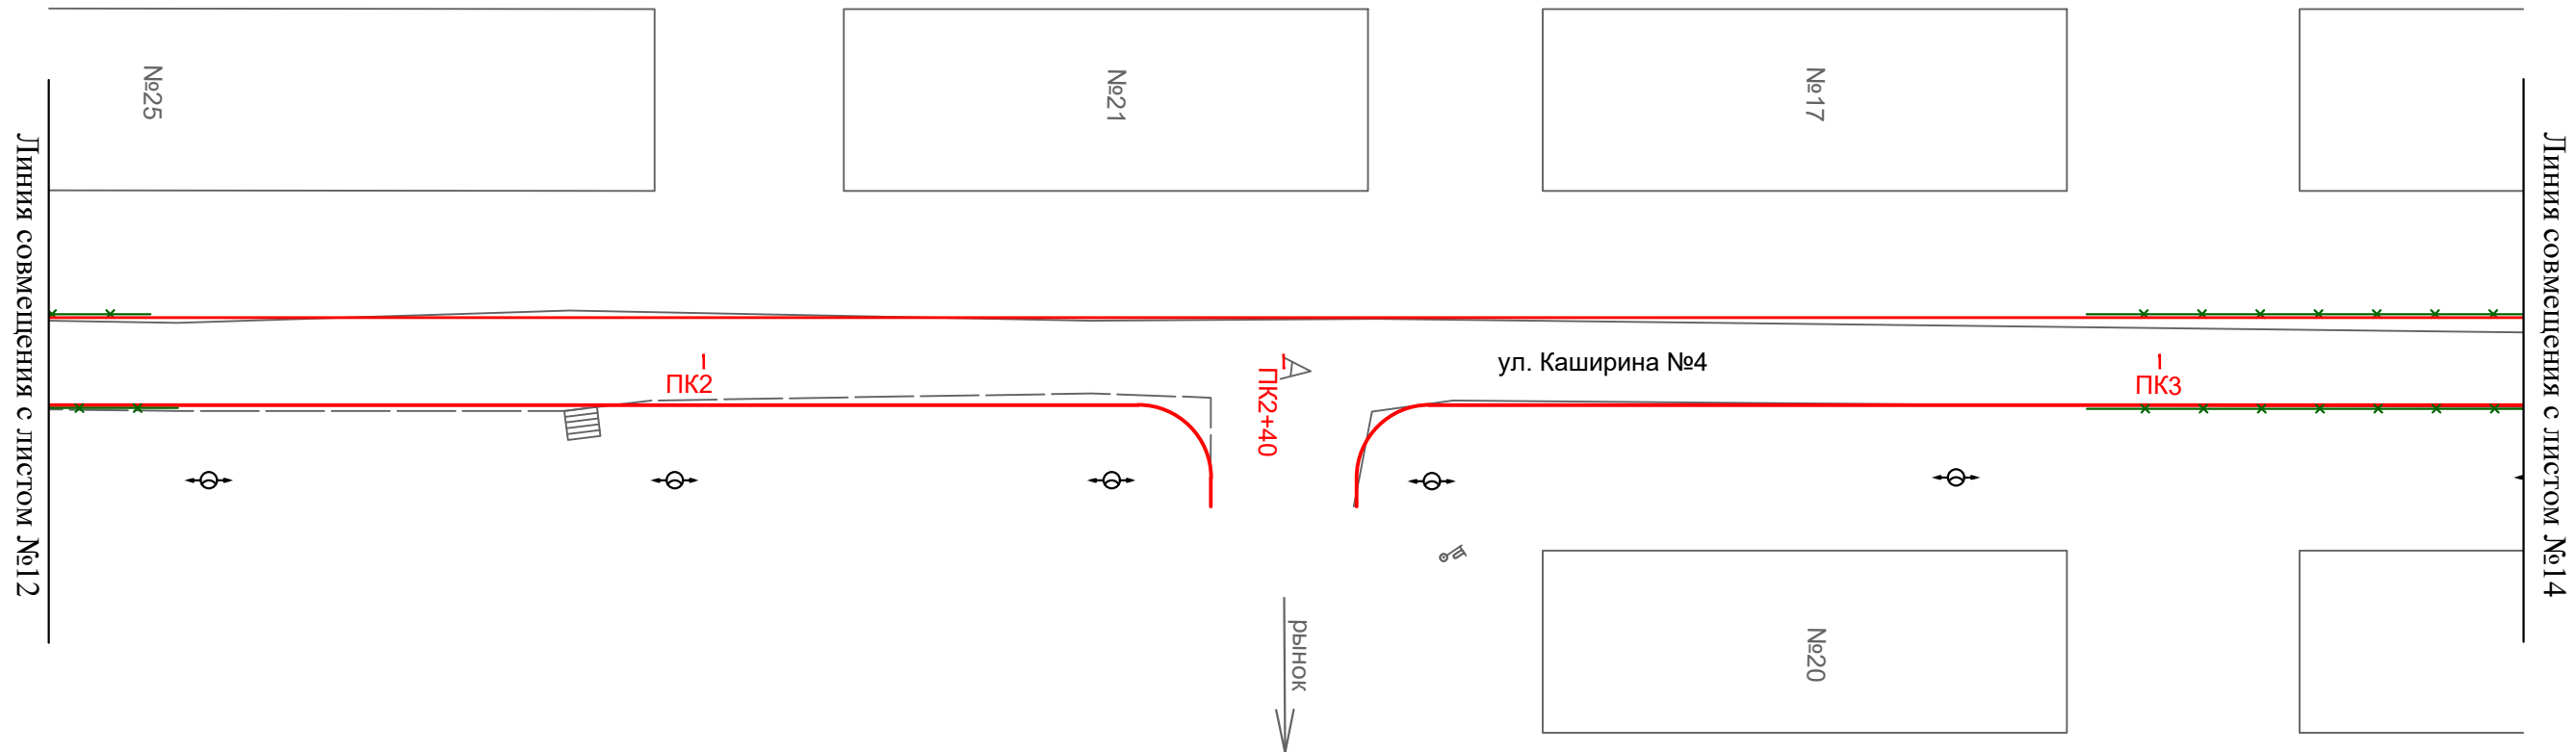 №25
№21
№17
Линия совмещения с листом №12
Линия совмещения с листом №14
ул. Каширина №4
ПК2
ПК2+40
ПК3
рынок
№20